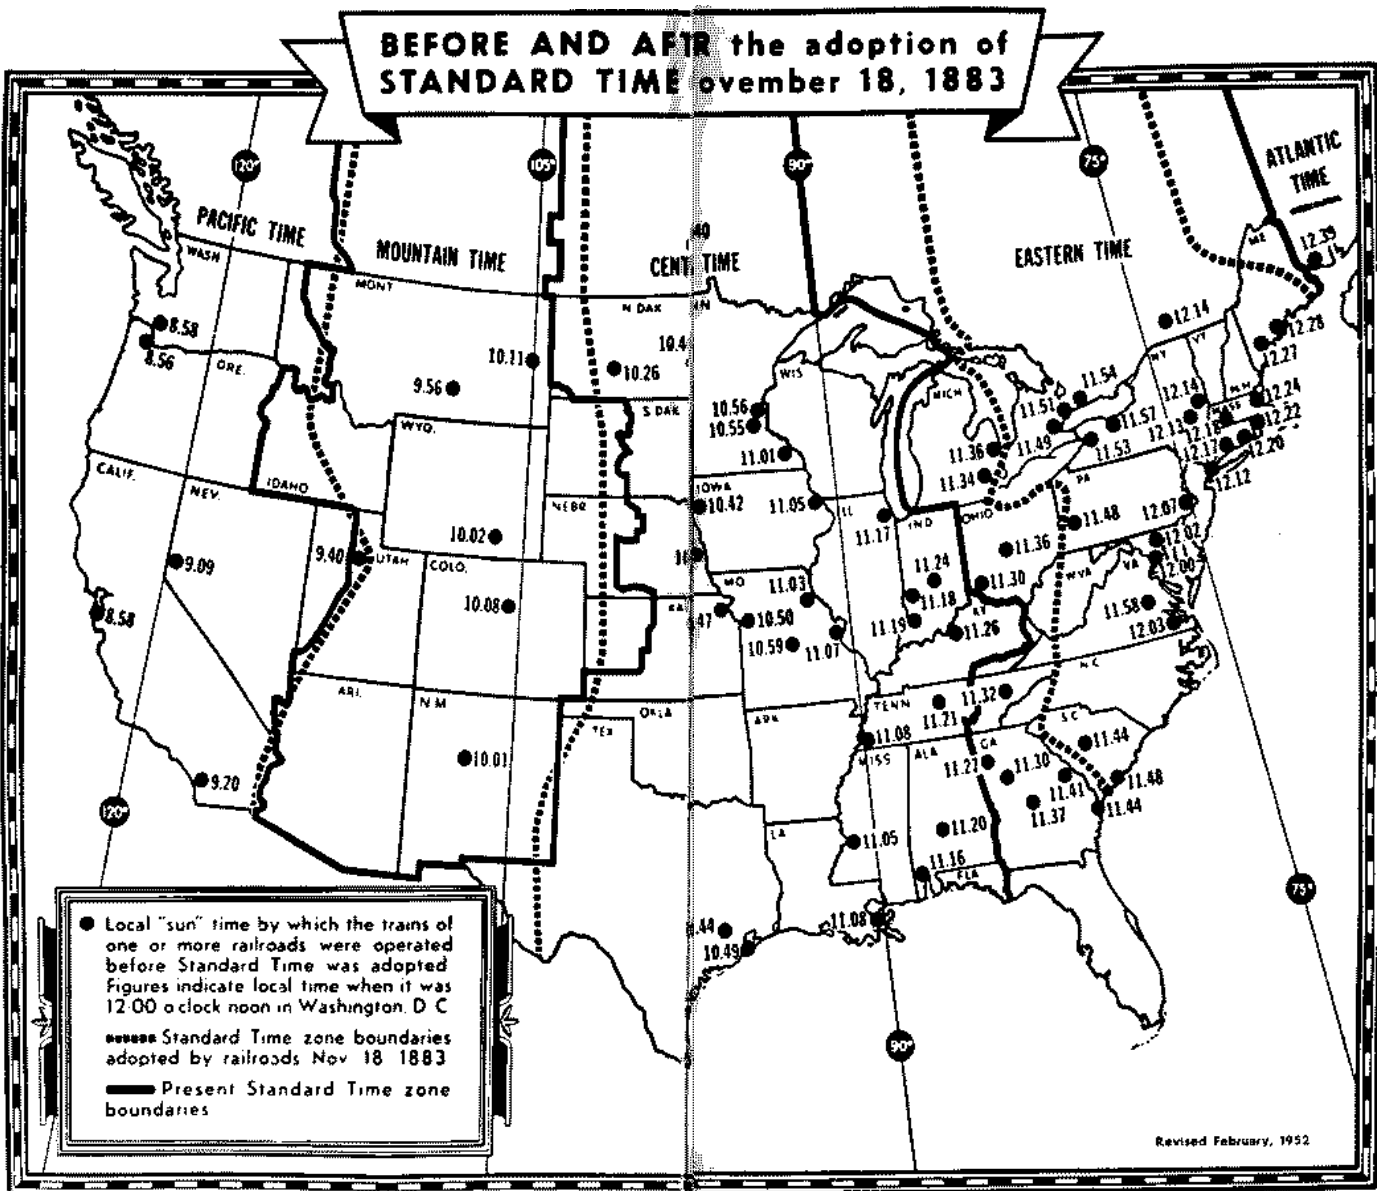 BEFORE AND AFTR the adoption of
STANDARD TIME ovember 18, 1883
120°
105°
90°
75°
ATLANTIC
TIME
PACIFIC TIME
MOUNTAIN TIME
CENT TIME
EASTERN TIME
40
12.39
WASH
MONT
N DAK
ME
8.58
8.56
ORE.
10.11
9.56
10.26
10.4
WIS
MICH
12.14
NY
VT
12.28
12.27
WYO.
S DAK
10.56
10.55
11.01
11.54
11.51
11.49
11.57
11.53
12.14
12.13
12.18
12.17
NH
MASS
12.24
12.22
12.20
12.12
CALIF.
NEV.
IDAHO
NEBR
IOWA
10.42
11.05
ILL
11.17
IND
OHIO
11.36
11.34
PA
11.48
12.07
9.09
9.40
UTAH
COLO.
10.02
11.24
11.36
11.30
W VA
VA
12.02
12.00
8.58
10.08
KA
47
MO
10.50
11.03
10.59
11.07
11.18
11.19
KY
11.26
11.58
12.03
N.C.
ARI.
N M
OKLA
TEX
ARK
TENN
11.21
11.32
S C
11.44
10.01
11.08
MISS
ALA
GA
11.27
11.30
11.41
11.37
11.48
11.44
9.20
120°
LA
11.05
11.20
11.16
FLA
75°
.44
10.49
11.08
90°
Local "sun" time by which the trains of
one or more railroads were operated
before Standard Time was adopted
Figures indicate local time when it was
12:00 o clock noon in Washington, D C
Standard Time zone boundaries
adopted by railroads Nov 18 1883
Present Standard Time zone
boundaries
Revised February, 1952